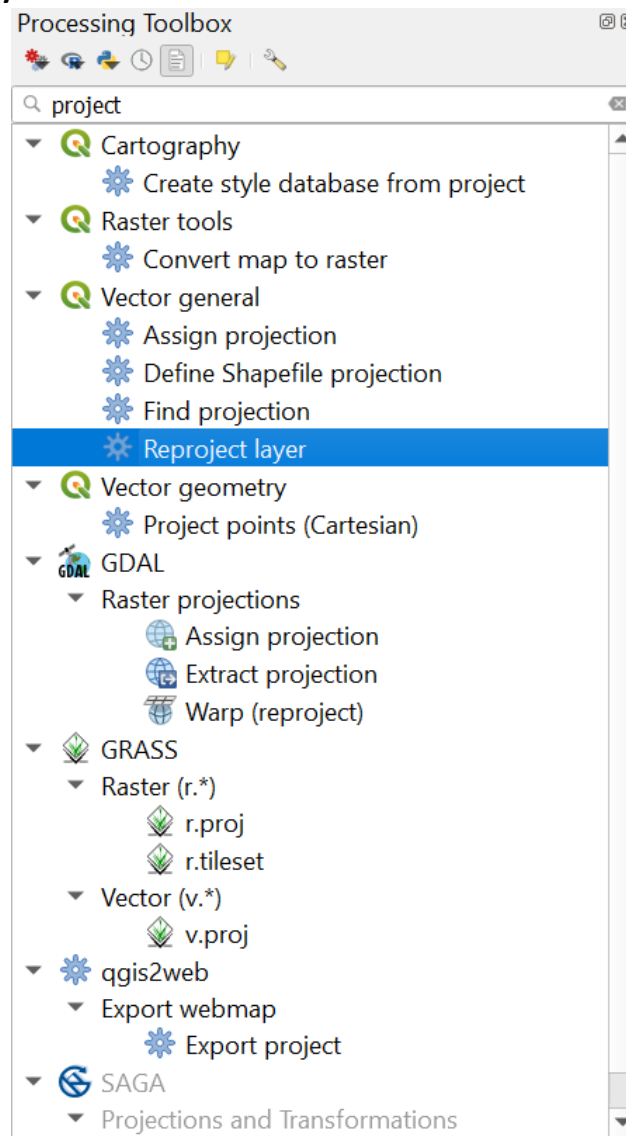 Processing Toolbox
project
Cartography
Create style database from project
Raster tools
Convert map to raster
Vector general
Assign projection
Define Shapefile projection
Find projection
Reproject layer
Vector geometry
Project points (Cartesian)
GDAL GDAL
Raster projections
Assign projection
Extract projection
Warp (reproject)
GRASS
Raster (r.*)
r.proj
r.tileset
Vector (v.*)
v.proj
qgis2web
Export webmap
Export project
SAGA
Projections and Transformations